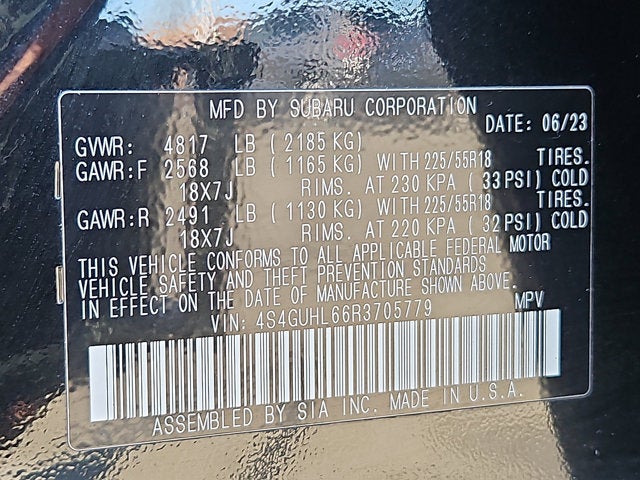 MFD BY SUBARU CORPORATION DATE: 06/23
GVWR: 4817 LB ( 2185 KG)
GAWR:F 2568 LB ( 1165 KG) WITH 225/55R18 TIRES.
18X7J RIMS. AT 230 KPA ( 33 PSI) COLD
GAWR:R 2491 LB ( 1130 KG) WITH 225/55R18 TIRES.
18X7J RIMS. AT 220 KPA ( 32 PSI) COLD
THIS VEHICLE CONFORMS TO ALL APPLICABLE FEDERAL MOTOR
VEHICLE SAFETY AND THEFT PREVENTION STANDARDS
IN EFFECT ON THE DATE OF MANUFACTURE SHOWN ABOVE.
VIN: 4S4GUHL66R3705779 MPV
ASSEMBLED BY SIA INC. MADE IN U.S.A.